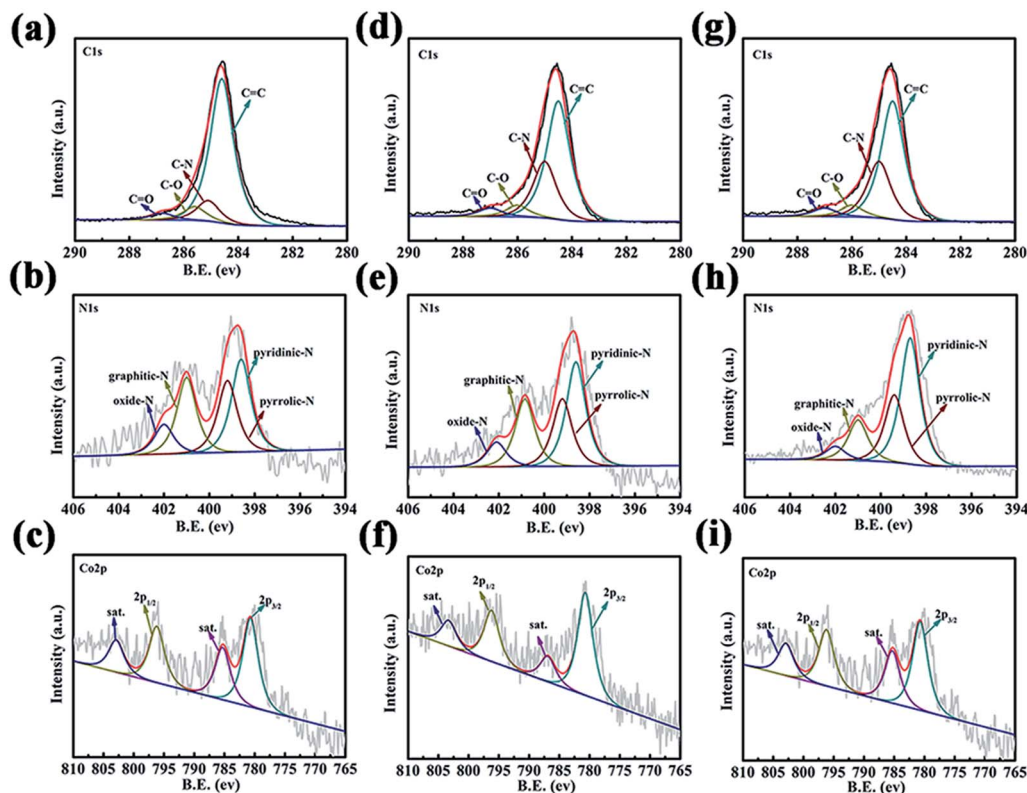 (a)
C1s
C=C
C-N
C-O
C=O
Intensity (a.u.)
290 288 286 284 282 280
B.E. (ev)
(d)
C1s
C=C
C-N
C-O
C=O
Intensity (a.u.)
290 288 286 284 282 280
B.E. (ev)
(g)
C1s
C=C
C-N
C-O
C=O
Intensity (a.u.)
290 288 286 284 282 280
B.E. (ev)
(b)
N1s
pyridinic-N
graphitic-N
oxide-N
pyrrolic-N
Intensity (a.u.)
406 404 402 400 398 396 394
B.E. (ev)
(e)
N1s
pyridinic-N
graphitic-N
oxide-N
pyrrolic-N
Intensity (a.u.)
406 404 402 400 398 396 394
B.E. (ev)
(h)
N1s
pyridinic-N
graphitic-N
oxide-N
pyrrolic-N
Intensity (a.u.)
406 404 402 400 398 396 394
B.E. (ev)
(c)
Co2p
sat.
2p1/2
sat.
2p3/2
Intensity (a.u.)
810 805 800 795 790 785 780 775 770 765
B.E. (ev)
(f)
Co2p
sat.
2p1/2
sat.
2p3/2
Intensity (a.u.)
810 805 800 795 790 785 780 775 770 765
B.E. (ev)
(i)
Co2p
sat.
2p1/2
sat.
2p3/2
Intensity (a.u.)
810 805 800 795 790 785 780 775 770 765
B.E. (ev)